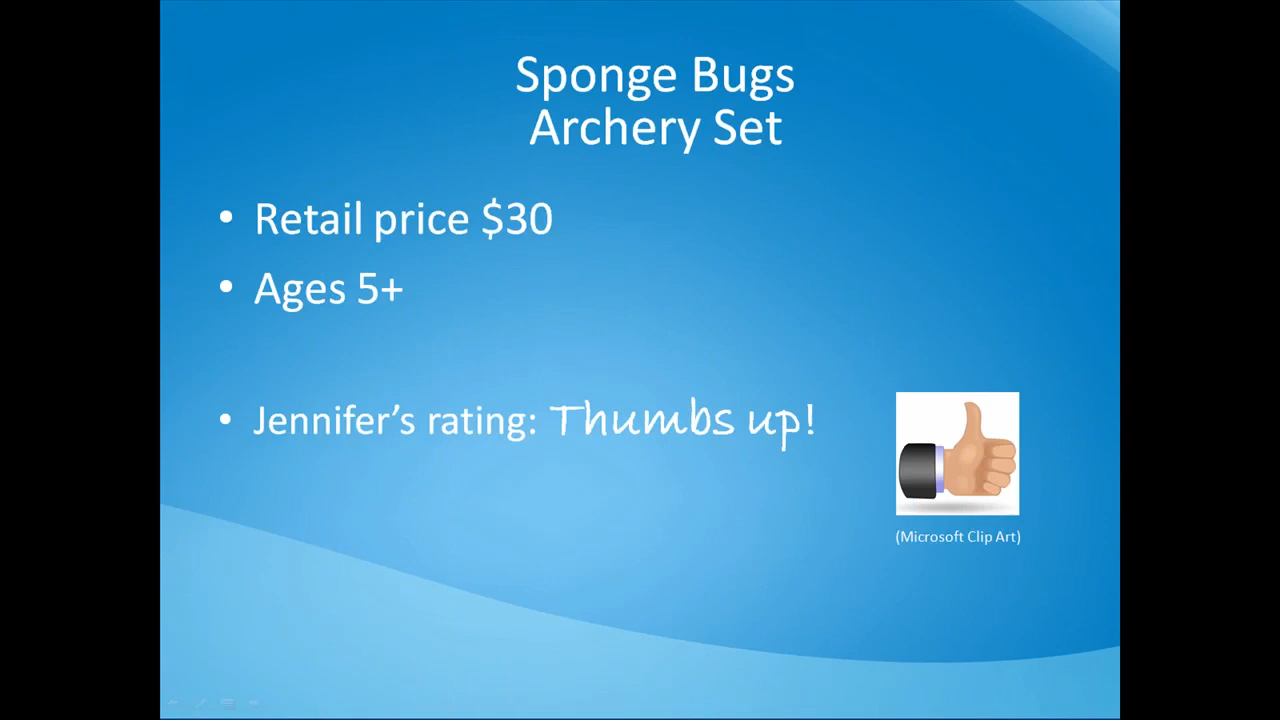 Sponge Bugs
Archery Set
• Retail price $30
• Ages 5+
• Jennifer's rating: Thumbs up!
(Microsoft Clip Art)